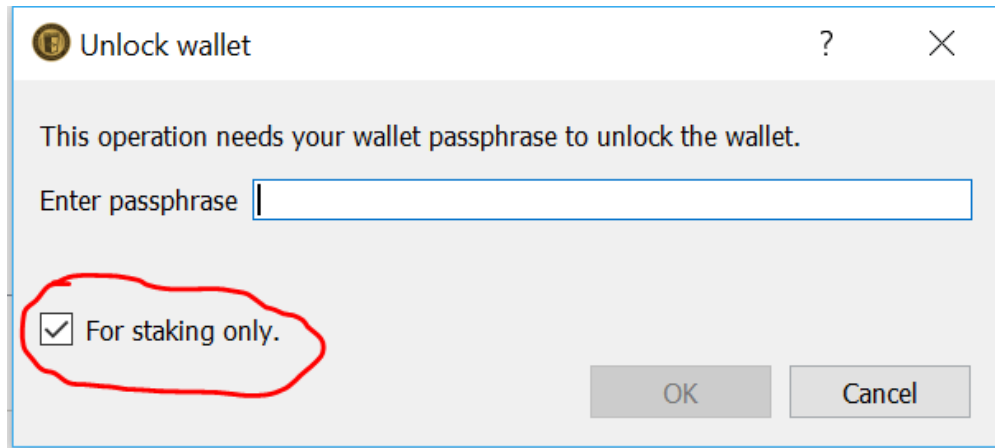 Unlock wallet
This operation needs your wallet passphrase to unlock the wallet.
Enter passphrase
For staking only.
OK Cancel